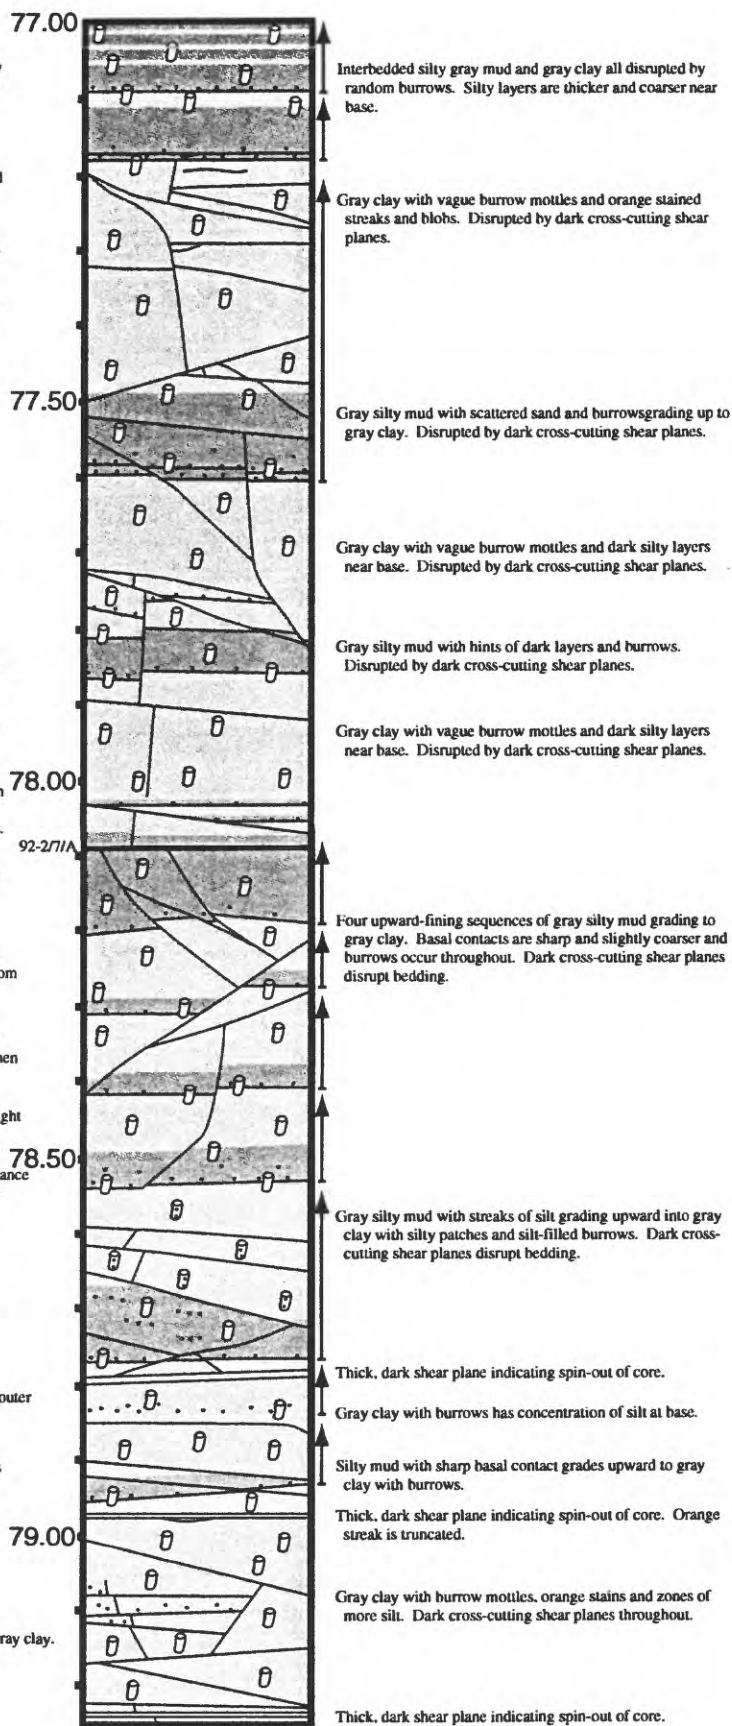 77.00
Interbedded silty gray mud and gray clay all disrupted by
random burrows. Silty layers are thicker and coarser near
base.
Gray clay with vague burrow mottles and orange stained
streaks and blobs. Disrupted by dark cross-cutting shear
planes.
77.50
Gray silty mud with scattered sand and burrowsgrading up to
gray clay. Disrupted by dark cross-cutting shear planes.
Gray clay with vague burrow mottles and dark silty layers
near base. Disrupted by dark cross-cutting shear planes.
Gray silty mud with hints of dark layers and burrows.
Disrupted by dark cross-cutting shear planes.
Gray clay with vague burrow mottles and dark silty layers
near base. Disrupted by dark cross-cutting shear planes.
78.00
92-2/7/A
Four upward-fining sequences of gray silty mud grading to
gray clay. Basal contacts are sharp and slightly coarser and
burrows occur throughout. Dark cross-cutting shear planes
disrupt bedding.
om
nen
ght
78.50
ance
Gray silty mud with streaks of silt grading upward into gray
clay with silty patches and silt-filled burrows. Dark cross-
cutting shear planes disrupt bedding.
Thick, dark shear plane indicating spin-out of core.
outer
Gray clay with burrows has concentration of silt at base.
Silty mud with sharp basal contact grades upward to gray
clay with burrows.
Thick, dark shear plane indicating spin-out of core. Orange
streak is truncated.
79.00
Gray clay with burrow mottles, orange stains and zones of
more silt. Dark cross-cutting shear planes throughout.
ray clay.
Thick, dark shear plane indicating spin-out of core.